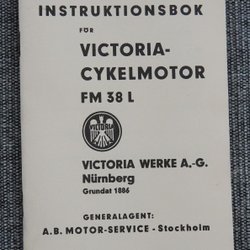 INSTRUKTIONSBOK
FÖR
VICTORIA-
CYKELMOTOR
FM 38 L
VICTORIA
VICTORIA WERKE A.-G.
Nürnberg
Grundat 1886
GENERALAGENT:
A.B. MOTOR-SERVICE - Stockholm